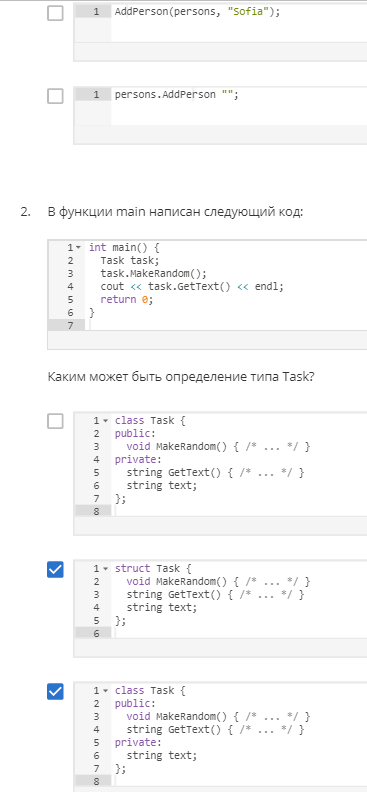 1 AddPerson(persons, "Sofia");
1 persons.AddPerson "";
2. В функции main написан следующий код:
1 int main() {
2 Task task;
3 task.MakeRandom();
4 cout << task.GetText() << endl;
5 return 0;
6 }
7
Каким может быть определение типа Task?
1 class Task {
2 public:
3 void MakeRandom() { /* ... */ }
4 private:
5 string GetText() { /* ... */ }
6 string text;
7 };
8
1 struct Task {
2 void MakeRandom() { /* ... */ }
3 string GetText() { /* ... */ }
4 string text;
5 };
6
1 class Task {
2 public:
3 void MakeRandom() { /* ... */ }
4 string GetText() { /* ... */ }
5 private:
6 string text;
7 };
8